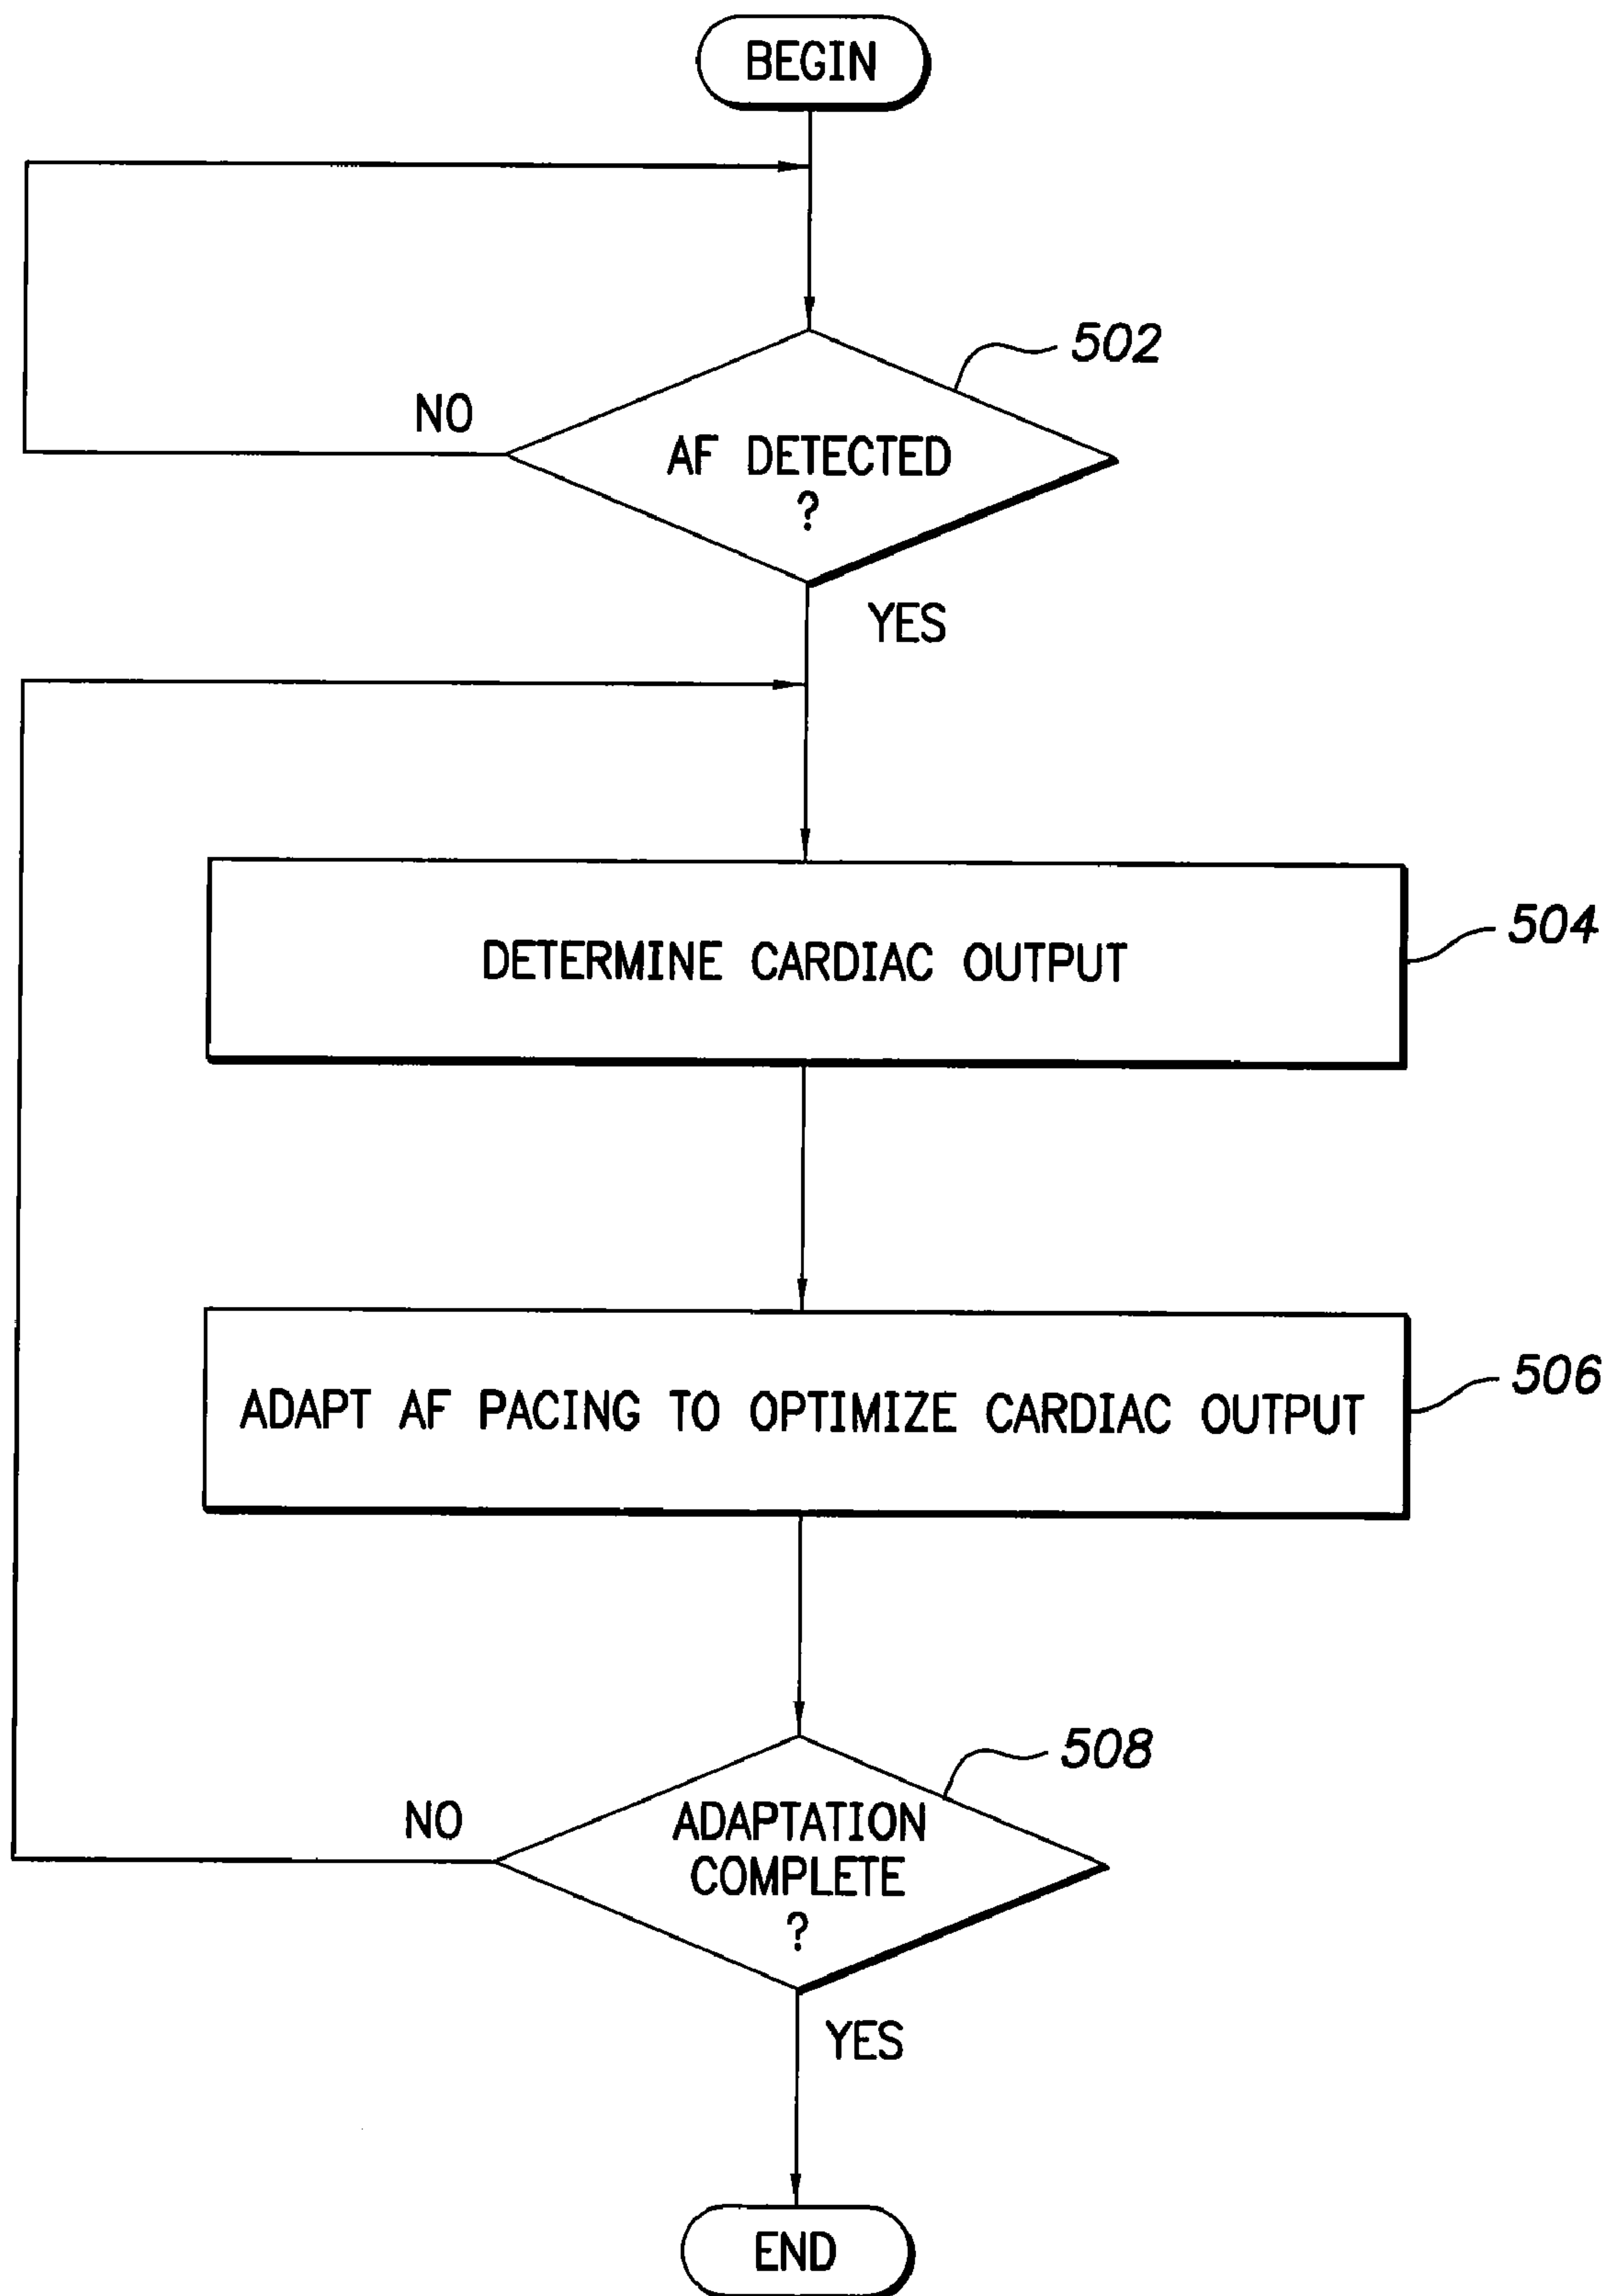 BEGIN
502
NO
AF DETECTED
?
YES
504
DETERMINE CARDIAC OUTPUT
506
ADAPT AF PACING TO OPTIMIZE CARDIAC OUTPUT
508
NO
ADAPTATION
COMPLETE
?
YES
END